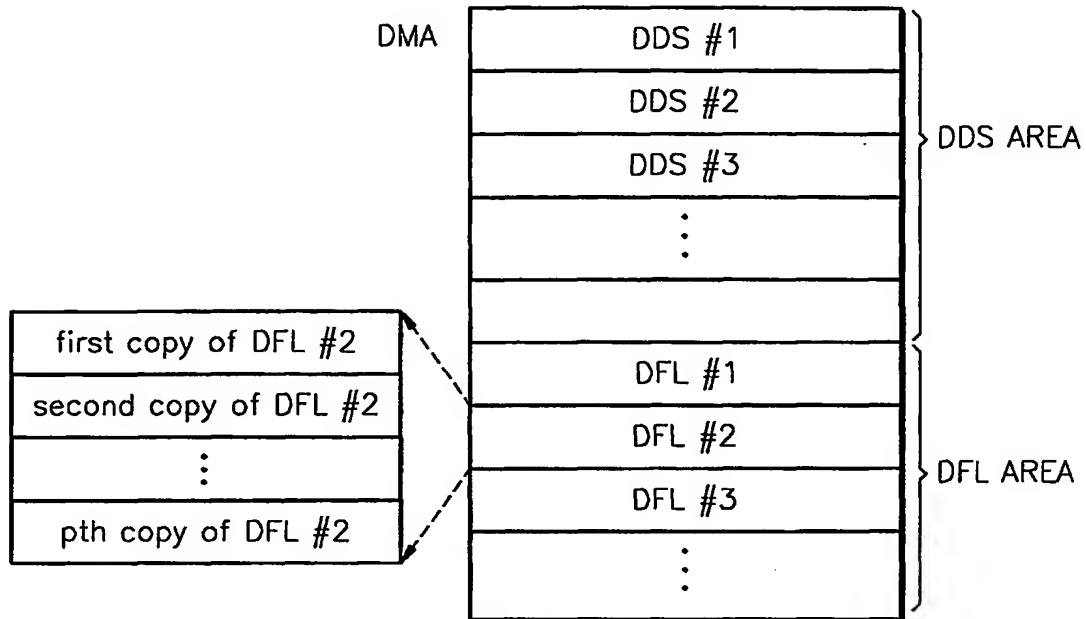 DMA
DDS #1
DDS #2
DDS #3
DDS AREA
first copy of DFL #2
second copy of DFL #2
pth copy of DFL #2
DFL #1
DFL #2
DFL #3
DFL AREA